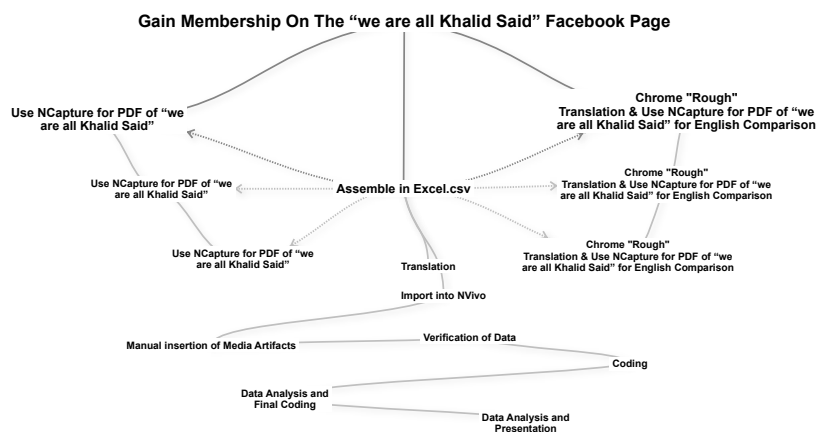 Gain Membership On The “we are all Khalid Said” Facebook Page
Use NCapture for PDF of “we
are all Khalid Said”
Chrome "Rough"
Translation & Use NCapture for PDF of “we
are all Khalid Said” for English Comparison
Use NCapture for PDF of “we
are all Khalid Said”
Assemble in Excel.csv
Chrome "Rough"
Translation & Use NCapture for PDF of “we
are all Khalid Said” for English Comparison
Use NCapture for PDF of “we
are all Khalid Said”
Chrome "Rough"
Translation & Use NCapture for PDF of “we
are all Khalid Said” for English Comparison
Translation
Import into NVivo
Manual insertion of Media Artifacts
Verification of Data
Coding
Data Analysis and
Final Coding
Data Analysis and
Presentation